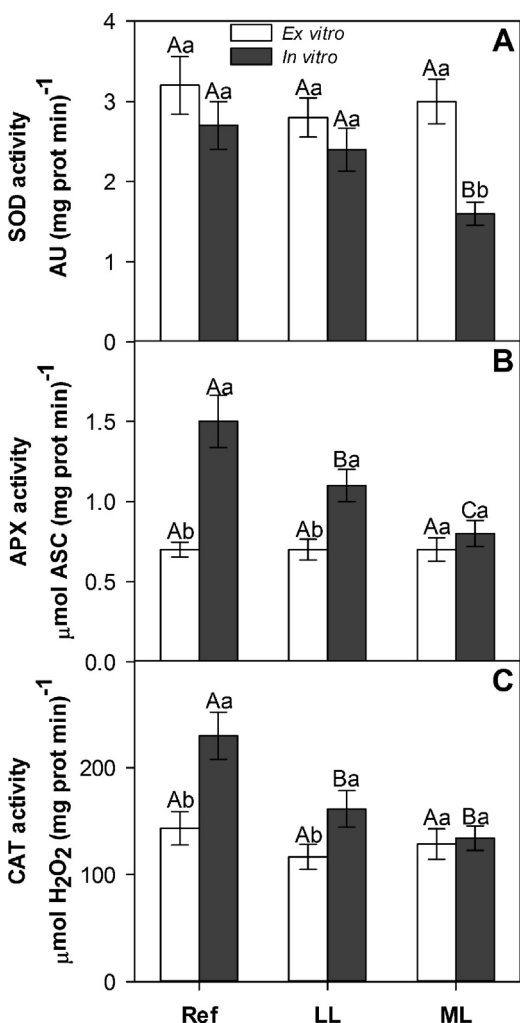 4
Ex vitro
In vitro
A
Aa
Aa
Aa
Aa
Aa
Bb
3
2
1
0
SOD activity
AU (mg prot min)⁻¹
B
Aa
Ab
Ba
Ab
Aa
Ca
1.5
1.0
0.5
0.0
APX activity
µmol ASC (mg prot min)⁻¹
C
Aa
Ab
Ba
Ab
Aa
Ba
200
100
0
CAT activity
µmol H₂O₂ (mg prot min)⁻¹
Ref LL ML